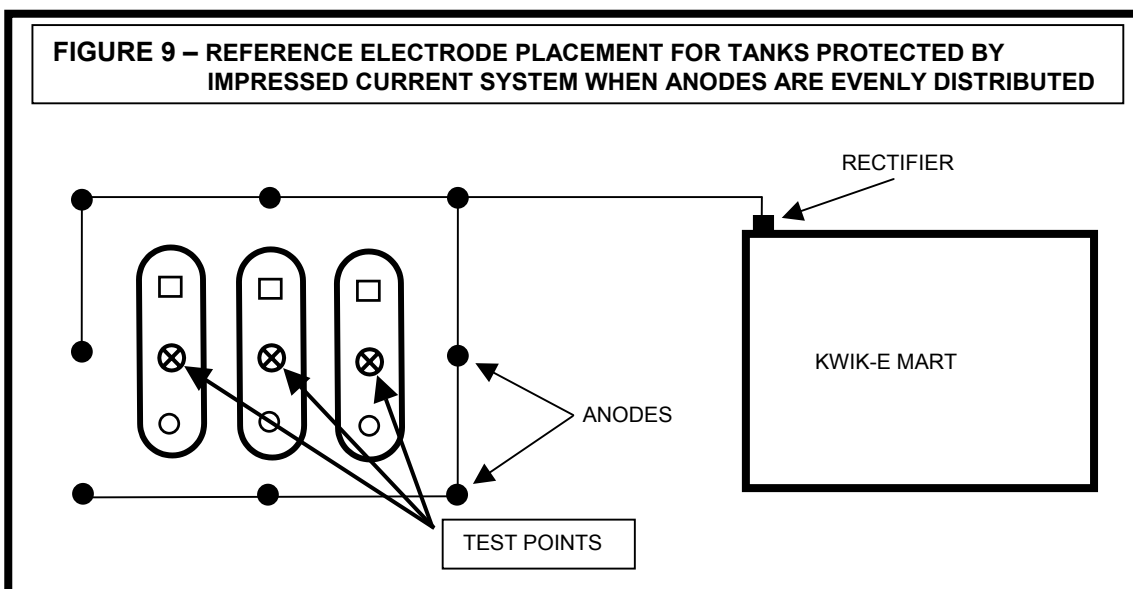 FIGURE 9 – REFERENCE ELECTRODE PLACEMENT FOR TANKS PROTECTED BY
IMPRESSED CURRENT SYSTEM WHEN ANODES ARE EVENLY DISTRIBUTED
RECTIFIER
KWIK-E MART
ANODES
TEST POINTS